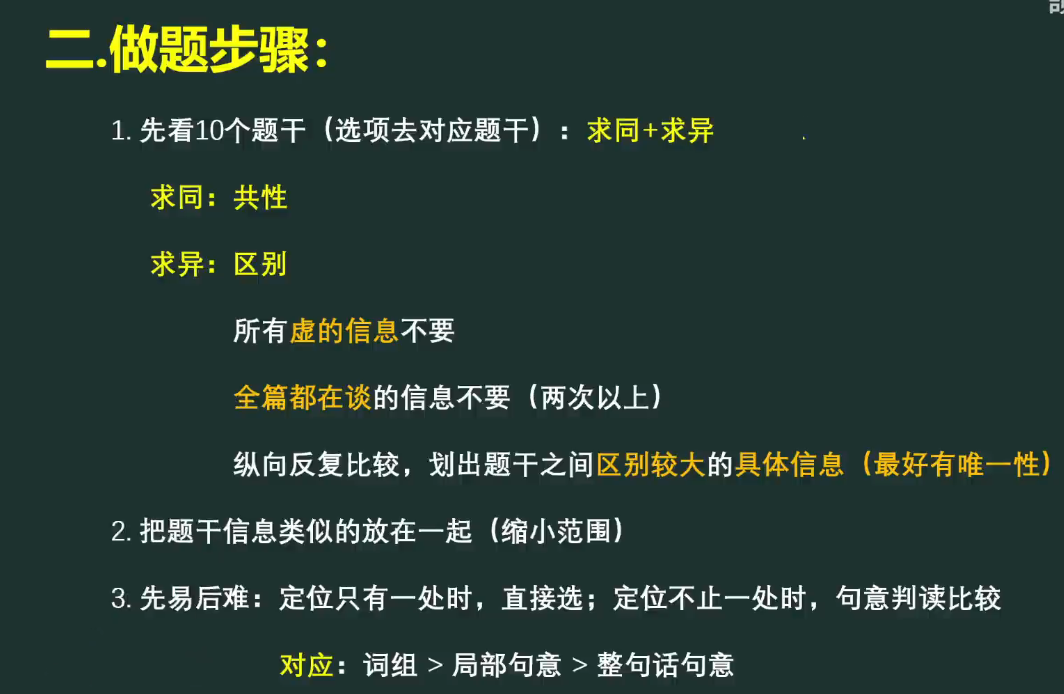 二.做题步骤：
1. 先看10个题干（选项去对应题干）：求同+求异
求同：共性
求异：区别
所有虚的信息不要
全篇都在谈的信息不要（两次以上）
纵向反复比较，划出题干之间区别较大的具体信息（最好有唯一性）
2. 把题干信息类似的放在一起（缩小范围）
3. 先易后难：定位只有一处时，直接选；定位不止一处时，句意判读比较
对应：词组 > 局部句意 > 整句话句意